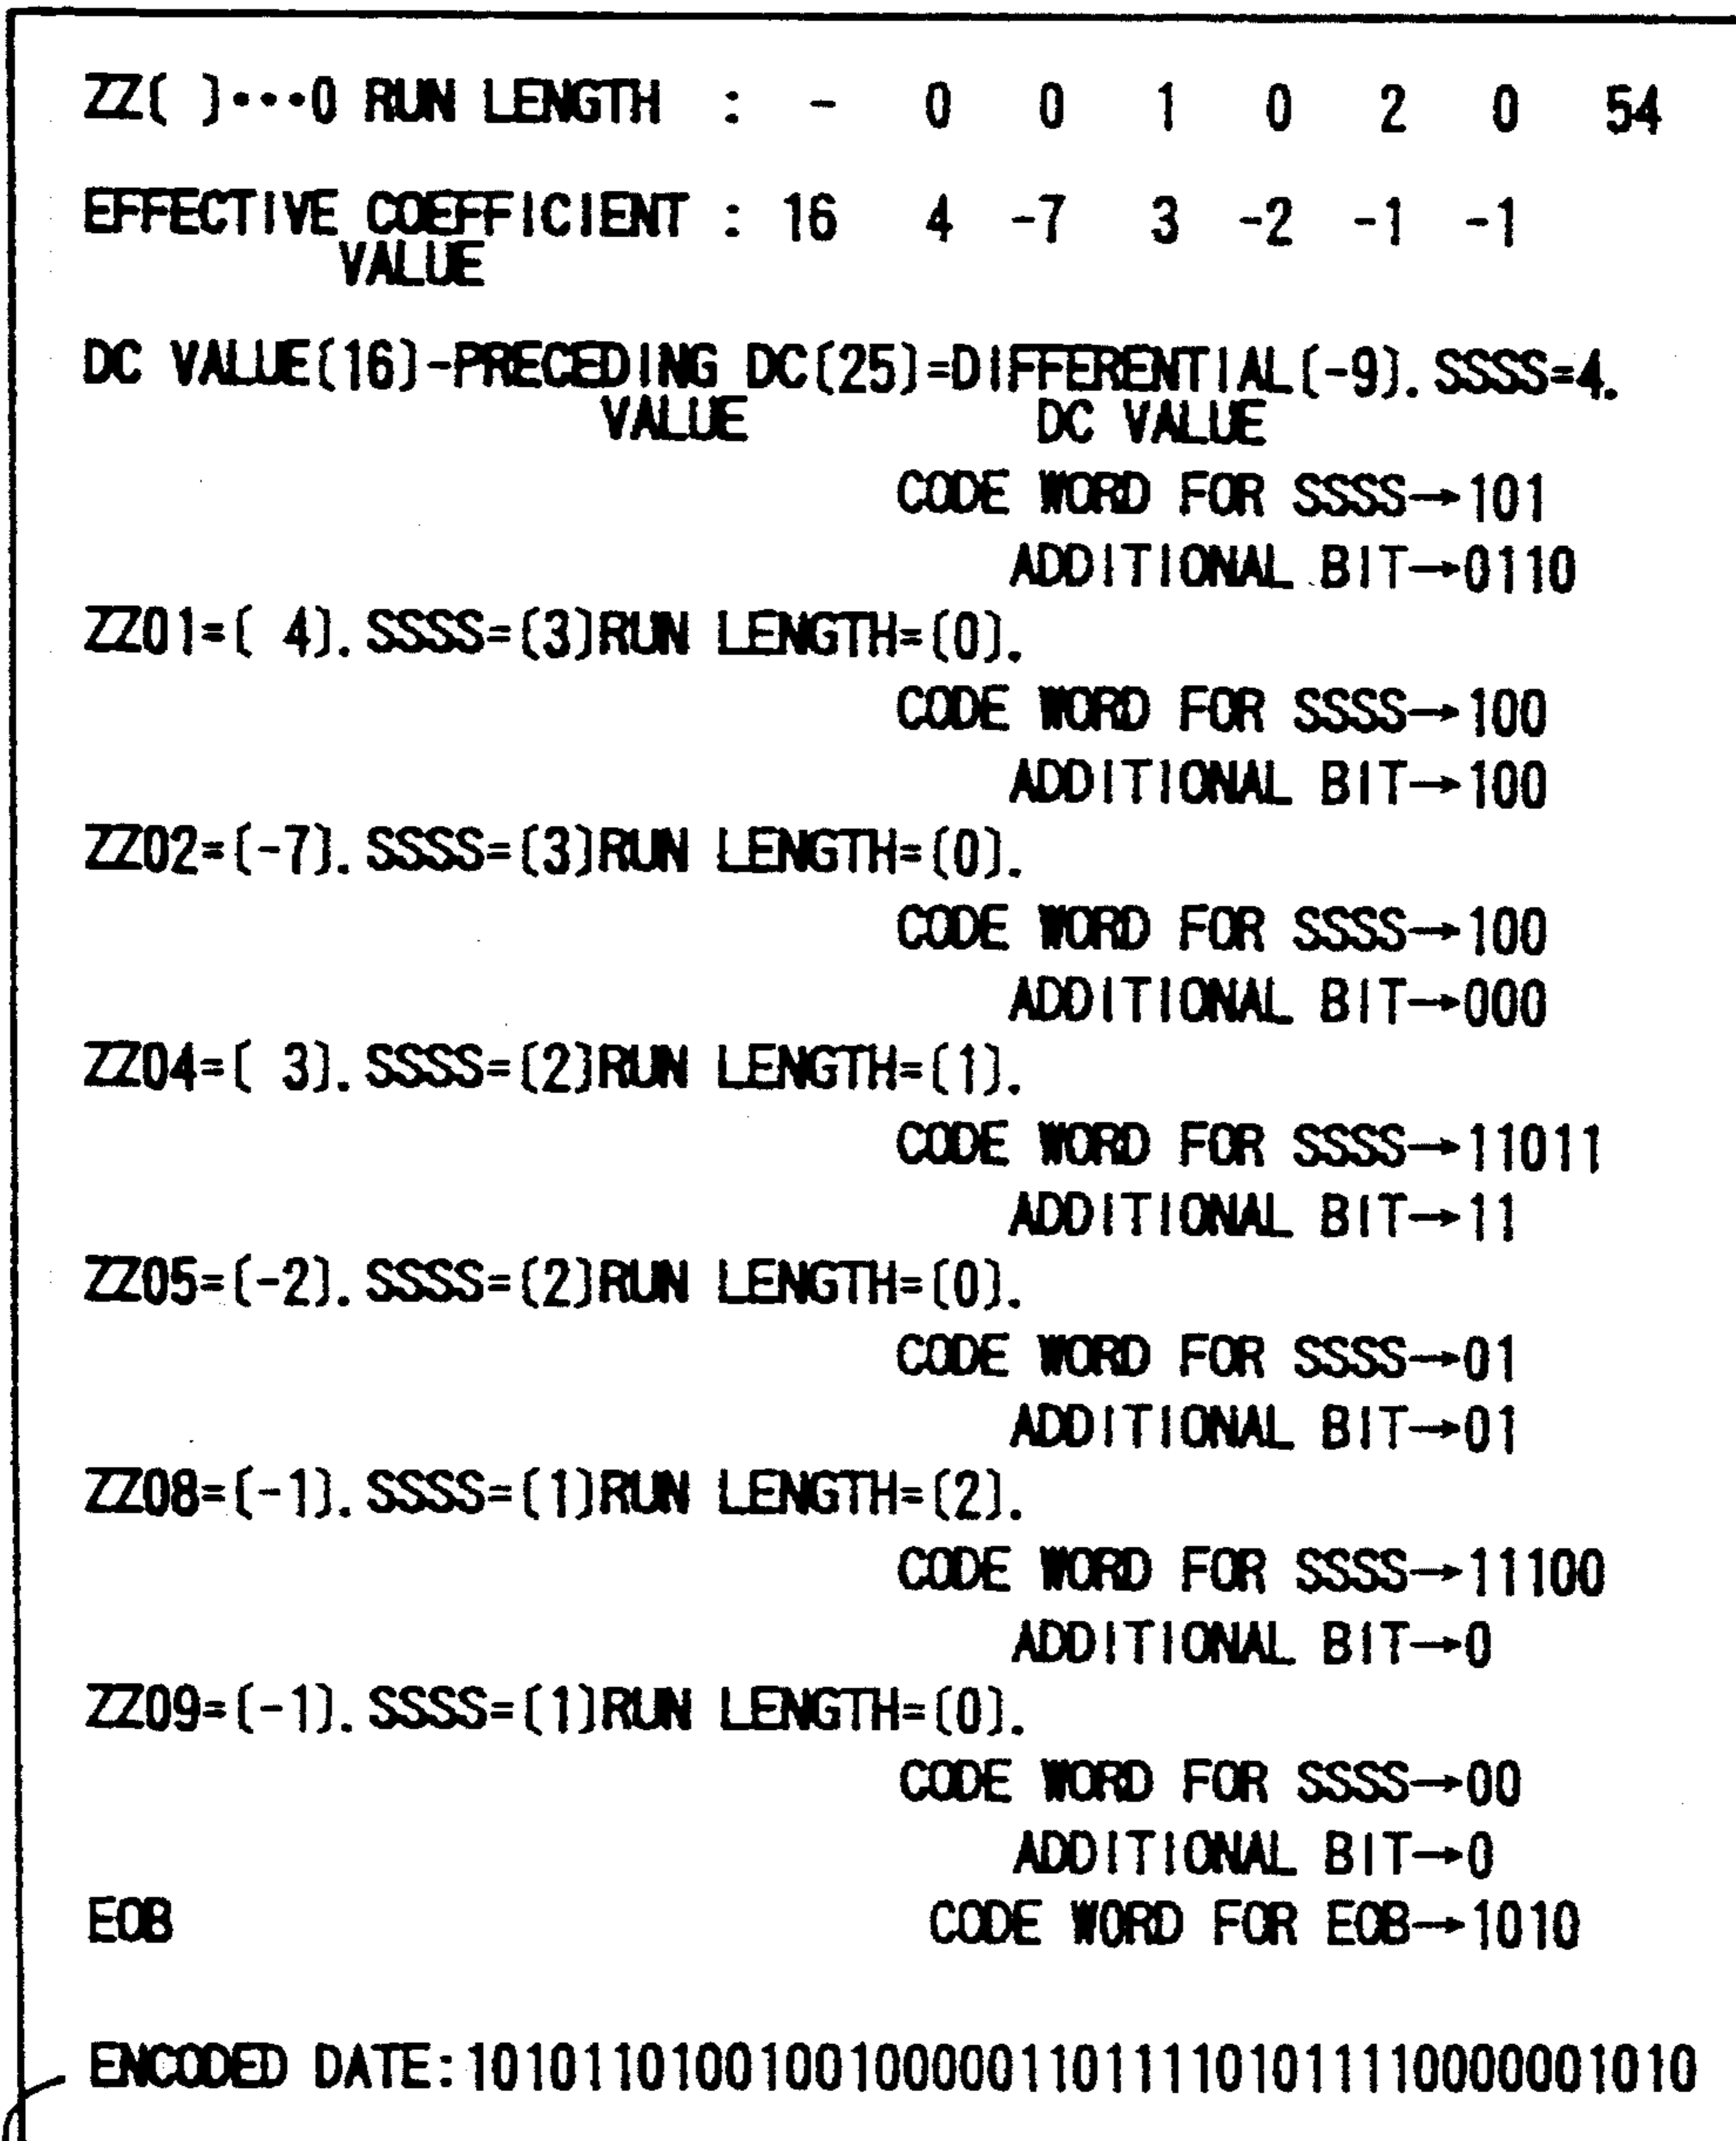 ZZ( )•••0 RUN LENGTH : - 0 0 1 0 2 0 54
EFFECTIVE COEFFICIENT : 16 4 -7 3 -2 -1 -1
VALUE
DC VALUE(16)-PRECEDING DC(25)=DIFFERENTIAL(-9). SSSS=4.
VALUE DC VALUE
CODE WORD FOR SSSS→101
ADDITIONAL BIT→0110
ZZ01=( 4). SSSS=(3)RUN LENGTH=(0).
CODE WORD FOR SSSS→100
ADDITIONAL BIT→100
ZZ02=(-7). SSSS=(3)RUN LENGTH=(0).
CODE WORD FOR SSSS→100
ADDITIONAL BIT→000
ZZ04=( 3). SSSS=(2)RUN LENGTH=(1).
CODE WORD FOR SSSS→11011
ADDITIONAL BIT→11
ZZ05=(-2). SSSS=(2)RUN LENGTH=(0).
CODE WORD FOR SSSS→01
ADDITIONAL BIT→01
ZZ08=(-1). SSSS=(1)RUN LENGTH=(2).
CODE WORD FOR SSSS→11100
ADDITIONAL BIT→0
ZZ09=(-1). SSSS=(1)RUN LENGTH=(0).
CODE WORD FOR SSSS→00
ADDITIONAL BIT→0
EOB CODE WORD FOR EOB→1010
ENCODED DATE:1010110100100100000110111101011110000001010